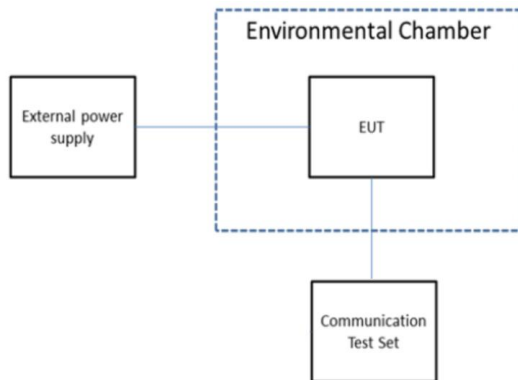 Environmental Chamber
External power
supply
EUT
Communication
Test Set